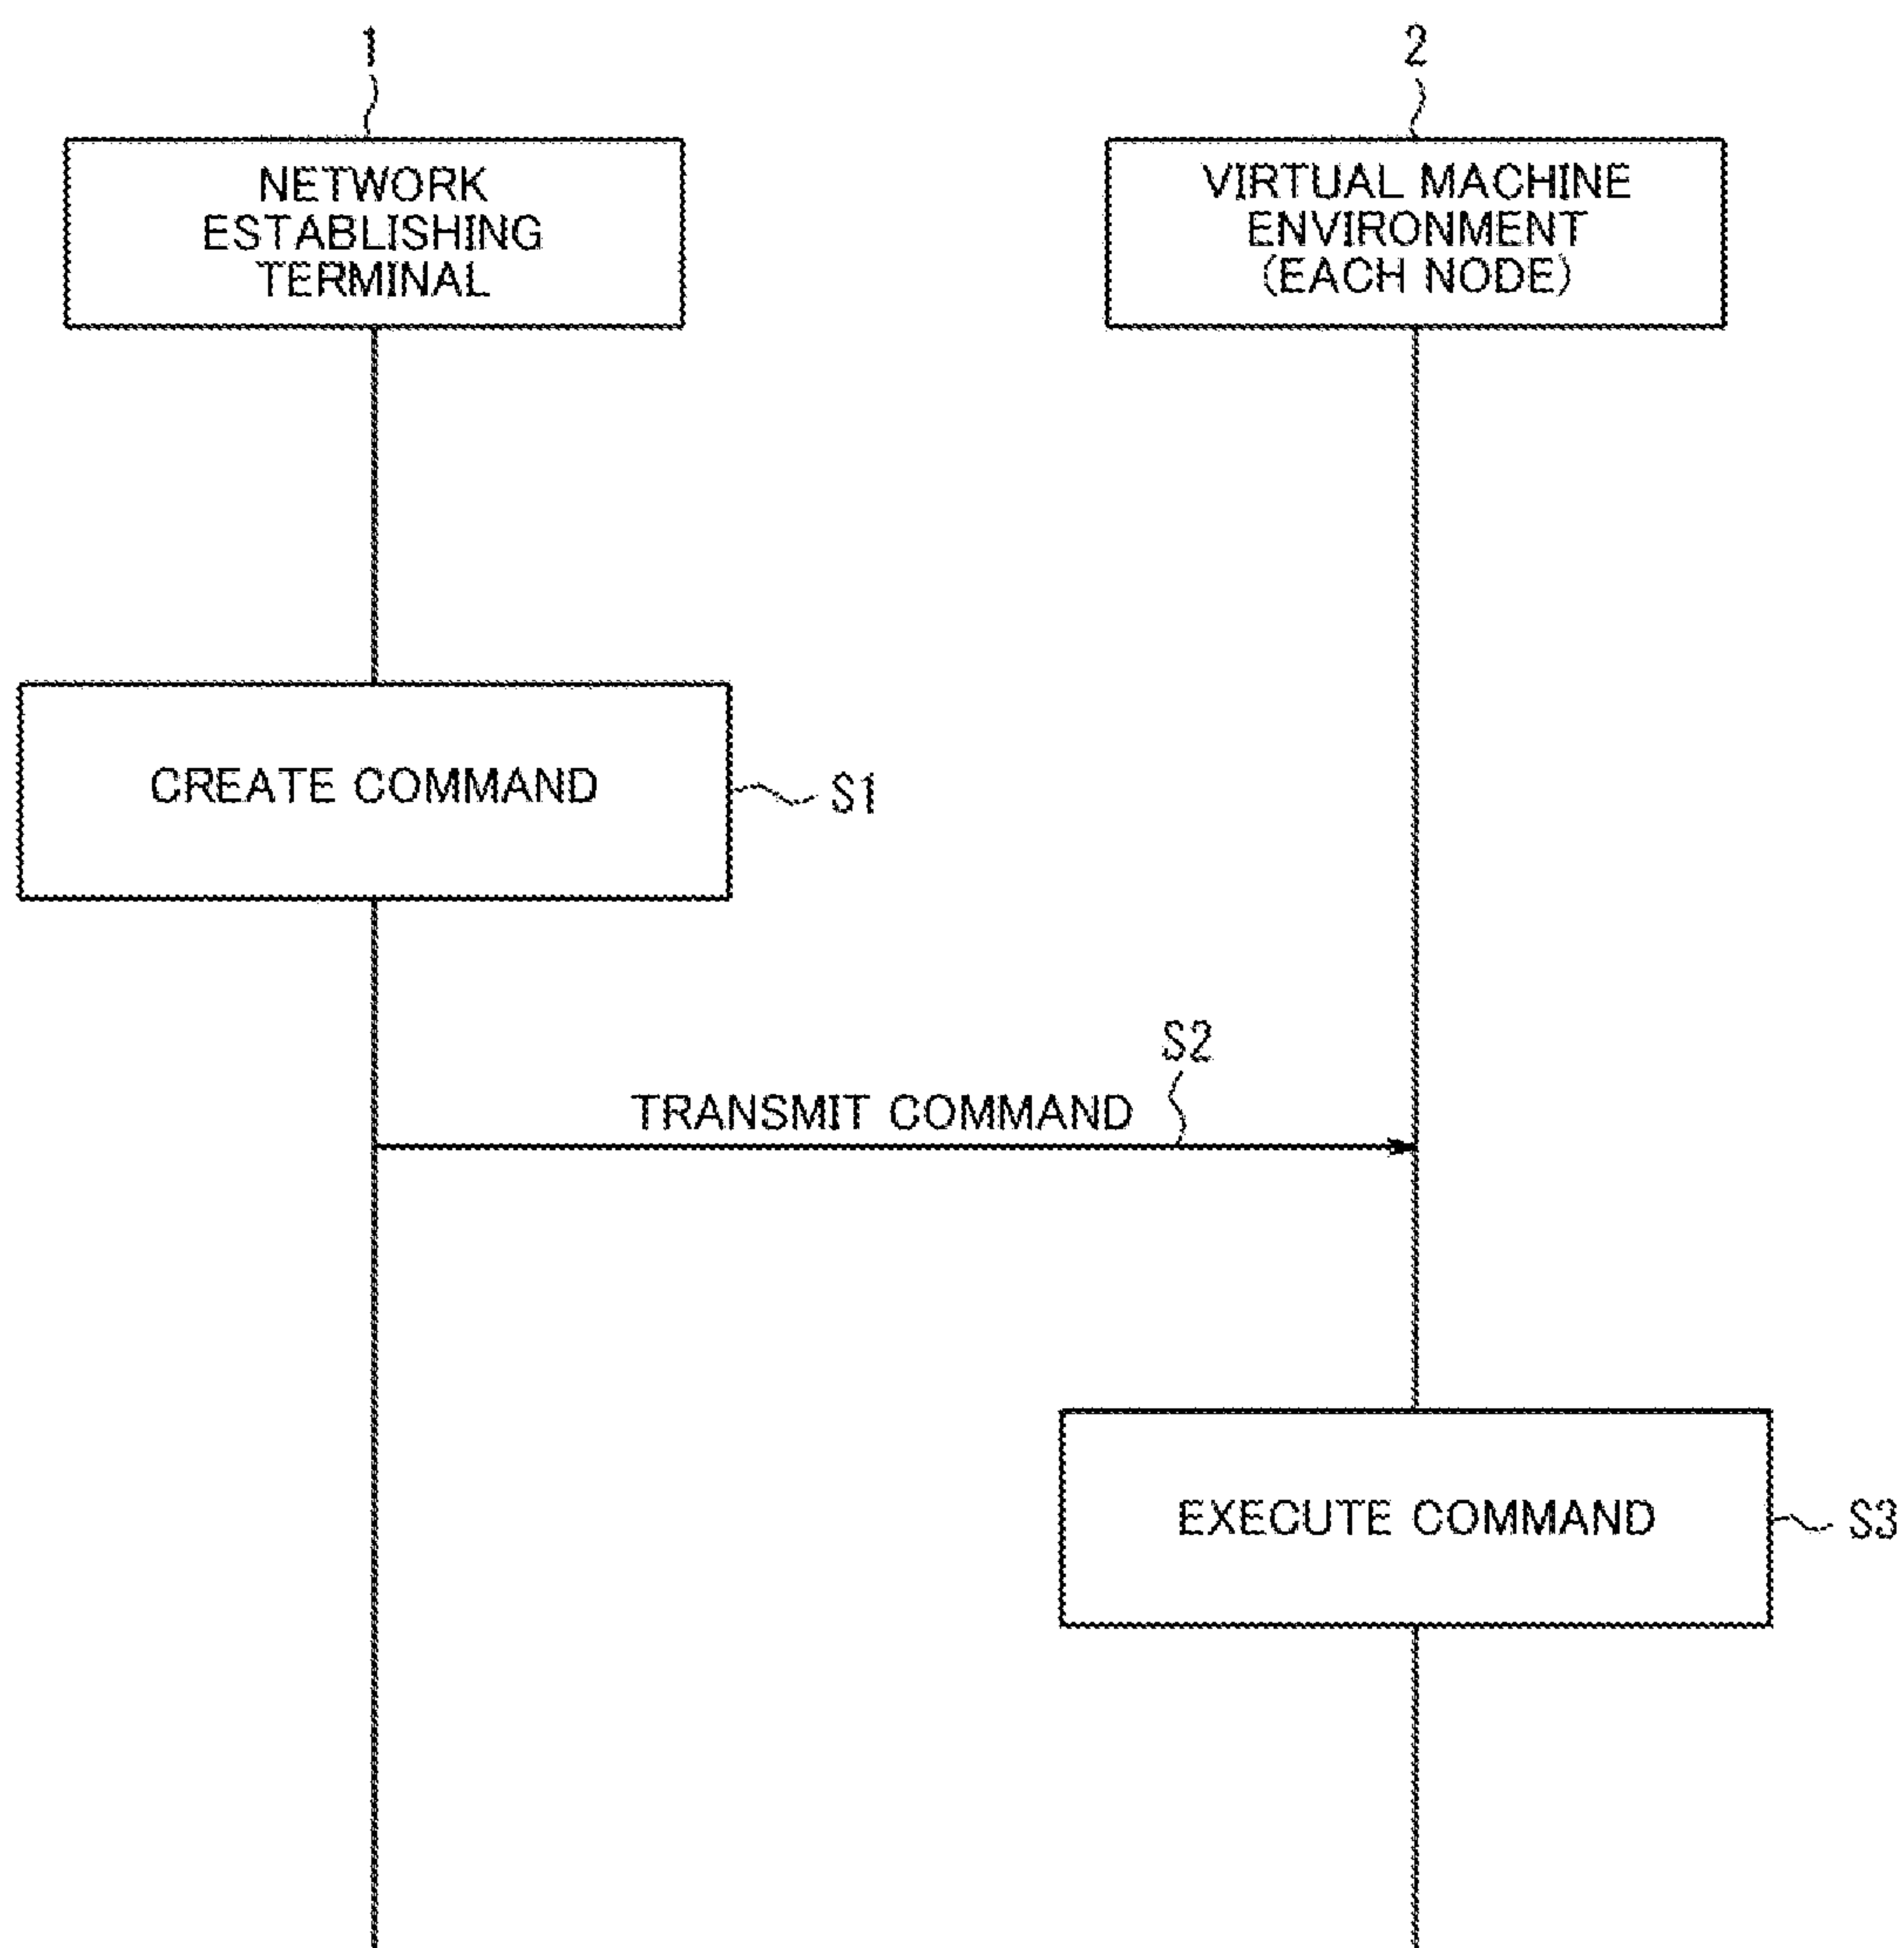 1
2
NETWORK
ESTABLISHING
TERMINAL
VIRTUAL MACHINE
ENVIRONMENT
(EACH NODE)
CREATE COMMAND
S1
S2
TRANSMIT COMMAND
EXECUTE COMMAND
S3